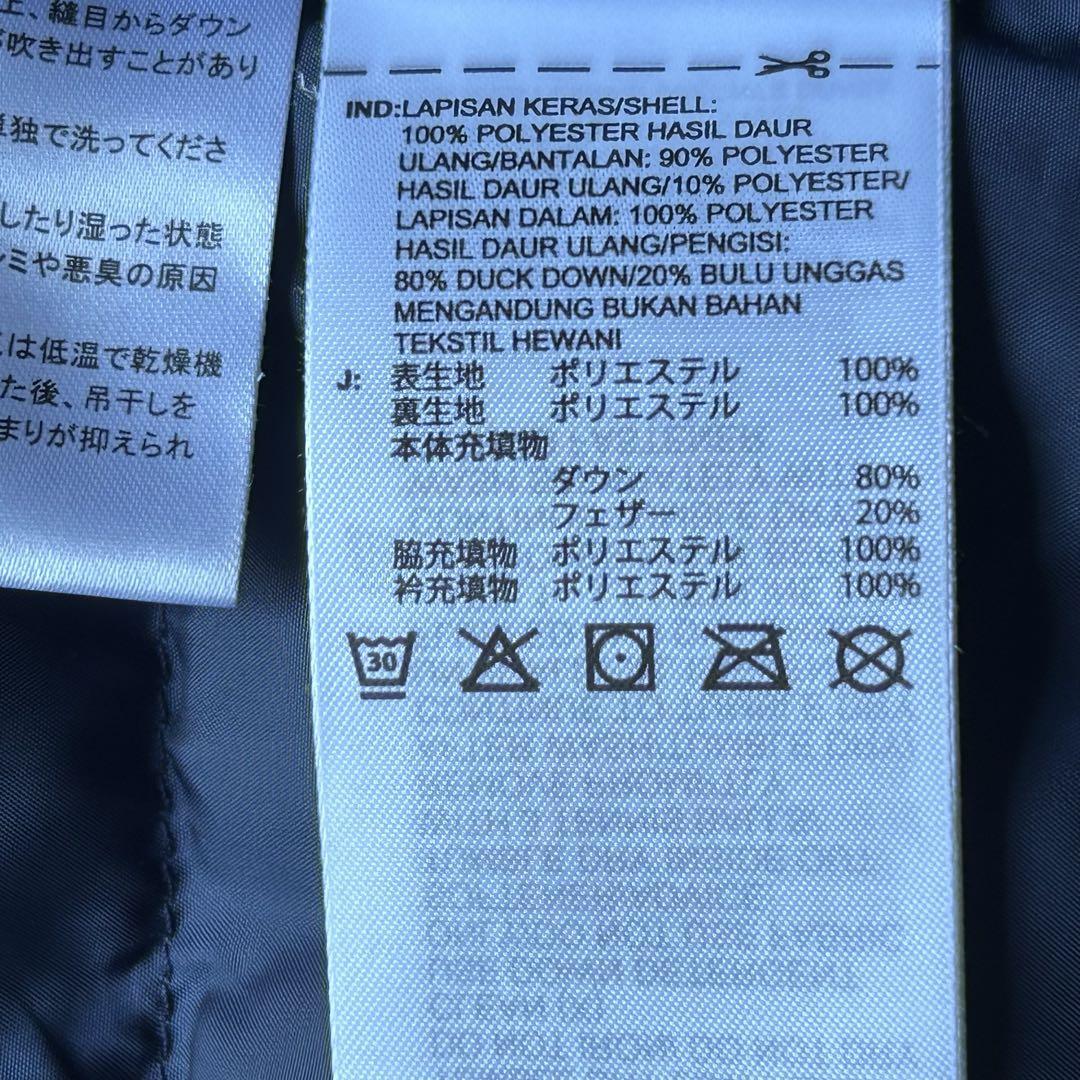 上、縫目からダウン
吹き出すことがあり
独で洗ってくださ
したり湿った状態
ミや悪臭の原因
は低温で乾燥機
た後、吊干しを
まりが抑えられ
IND:LAPISAN KERAS/SHELL:
100% POLYESTER HASIL DAUR
ULANG/BANTALAN: 90% POLYESTER
HASIL DAUR ULANG/10% POLYESTER/
LAPISAN DALAM: 100% POLYESTER
HASIL DAUR ULANG/PENGISI:
80% DUCK DOWN/20% BULU UNGGAS
MENGANDUNG BUKAN BAHAN
TEKSTIL HEWANI
J: 表生地 ポリエステル 100%
裏生地 ポリエステル 100%
本体充填物
ダウン 80%
フェザー 20%
脇充填物 ポリエステル 100%
衿充填物 ポリエステル 100%
30